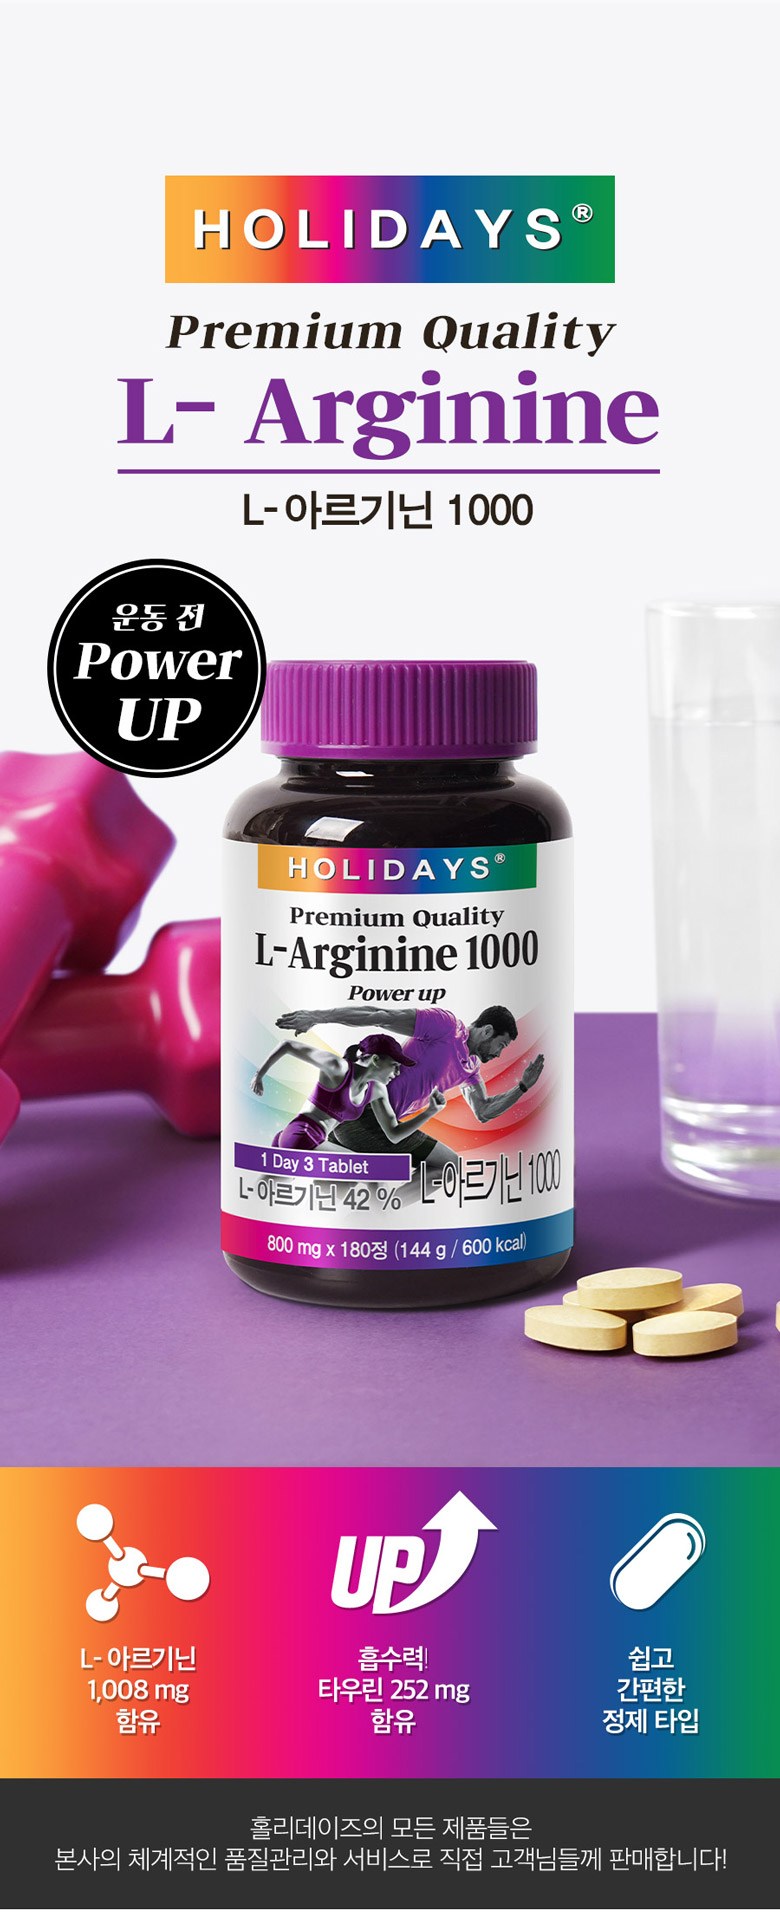 HOLIDAYS®
Premium Quality
L- Arginine
L-아르기닌 1000
운동 전
Power
UP
HOLIDAYS®
Premium Quality
L-Arginine 1000
Power up
1 Day 3 Tablet
L-아르기닌 42 %
L-아르기닌 1000
800 mg x 180정 (144 g / 600 kcal)
UP
L-아르기닌
1,008 mg
함유
흡수력!
타우린 252 mg
함유
쉽고
간편한
정제 타입
홀리데이즈의 모든 제품들은
본사의 체계적인 품질관리와 서비스로 직접 고객님들께 판매합니다!